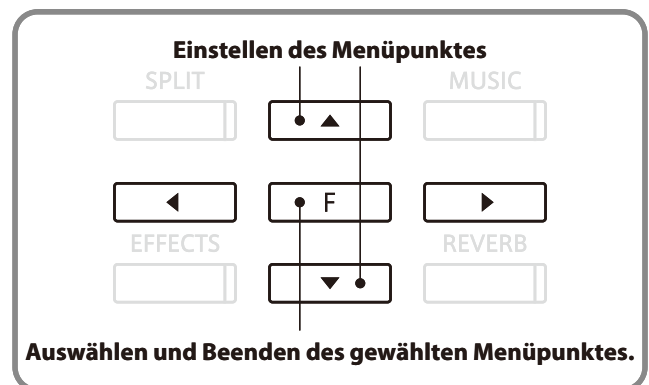 Einstellen des Menüpunktes
SPLIT MUSIC
F
EFFECTS REVERB
Auswählen und Beenden des gewählten Menüpunktes.